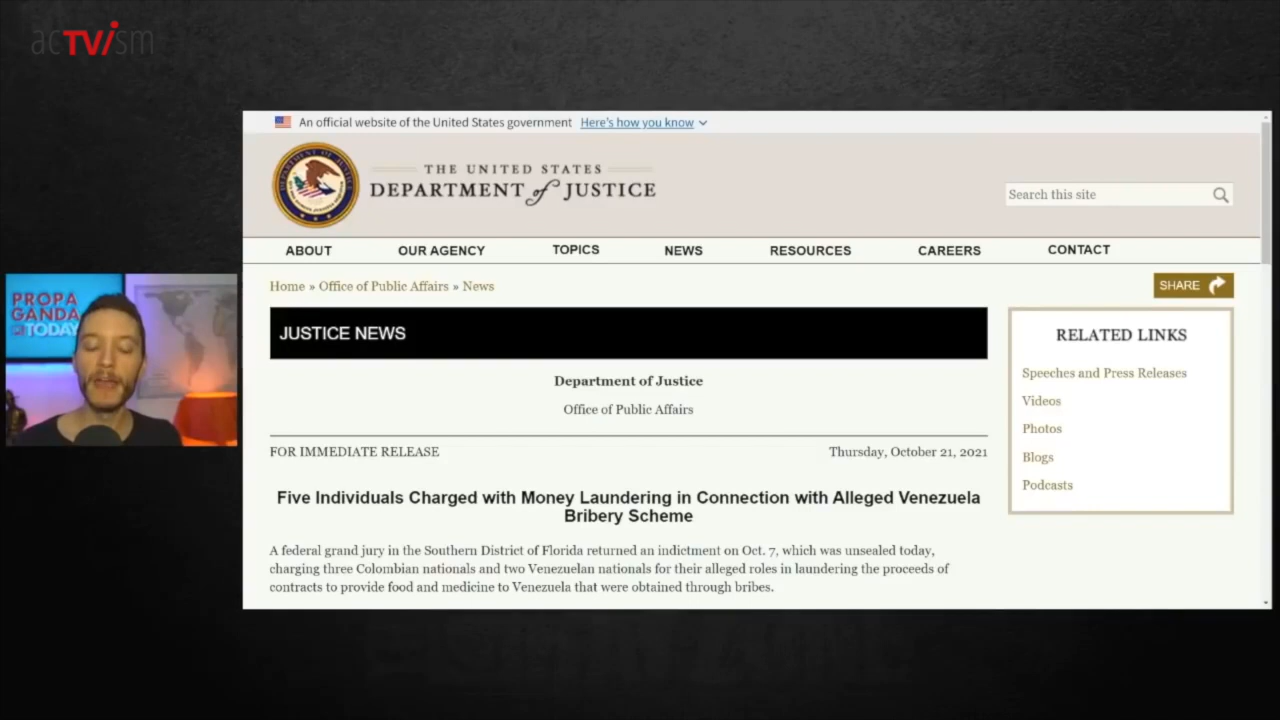 acTVism
An official website of the United States government Here's how you know
THE UNITED STATES
DEPARTMENT of JUSTICE
Search this site
ABOUT OUR AGENCY TOPICS NEWS RESOURCES CAREERS CONTACT
Home » Office of Public Affairs » News
SHARE
JUSTICE NEWS
Department of Justice
Office of Public Affairs
FOR IMMEDIATE RELEASE
Thursday, October 21, 2021
Five Individuals Charged with Money Laundering in Connection with Alleged Venezuela
Bribery Scheme
A federal grand jury in the Southern District of Florida returned an indictment on Oct. 7, which was unsealed today,
charging three Colombian nationals and two Venezuelan nationals for their alleged roles in laundering the proceeds of
contracts to provide food and medicine to Venezuela that were obtained through bribes.
RELATED LINKS
Speeches and Press Releases
Videos
Photos
Blogs
Podcasts
PROPA
GANDA
TODAY